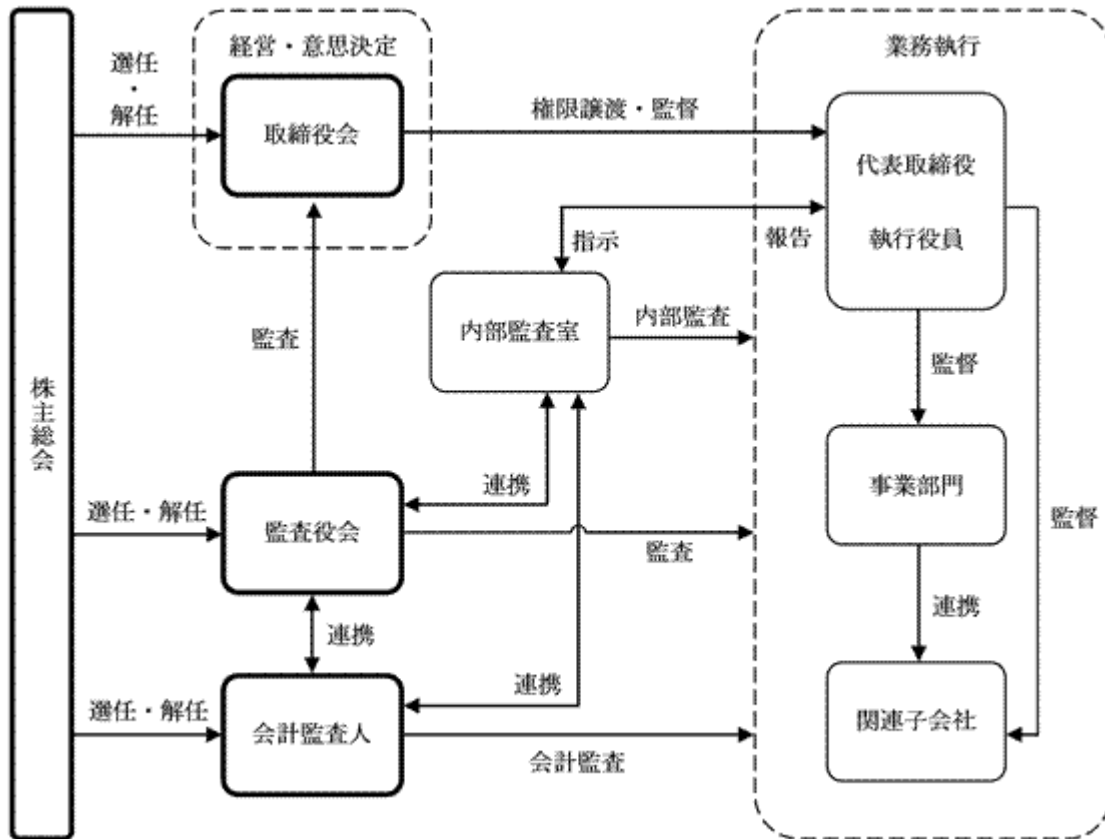 経営・意思決定
業務執行
選任
・
解任
取締役会
権限譲渡・監督
代表取締役
執行役員
指示
報告
内部監査室
内部監査
監査
監督
株主総会
連携
事業部門
選任・解任
監査役会
監査
監督
連携
連携
連携
選任・解任
会計監査人
会計監査
関連子会社